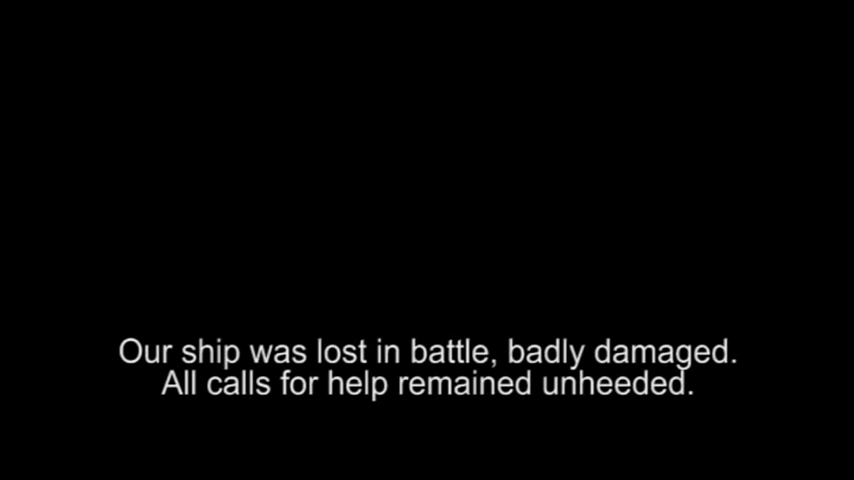 Our ship was lost in battle, badly damaged.
All calls for help remained unheeded.